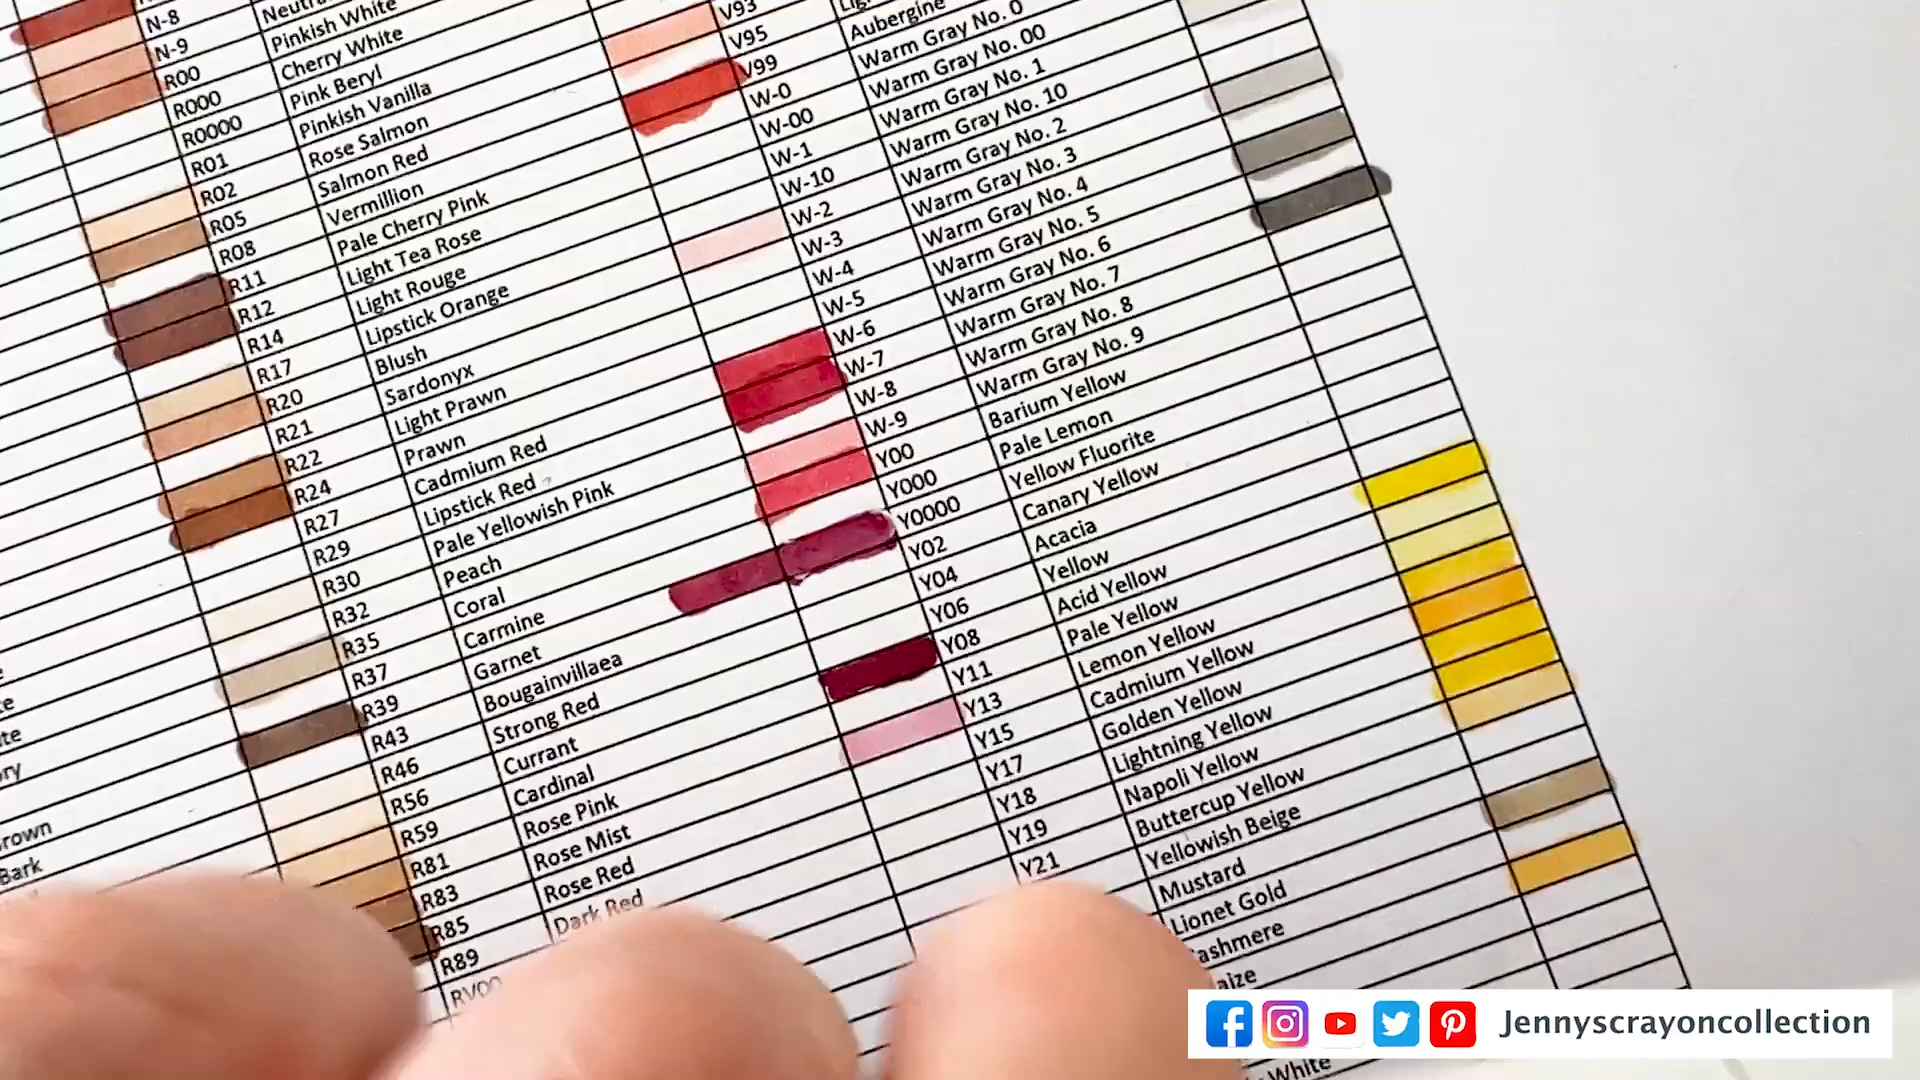 N-8
N-9
R00
R000
R0000
R01
R02
R05
R08
R11
R12
R14
R17
R20
R21
R22
R24
R27
R29
R30
R32
R35
R37
R39
R43
R46
R56
R59
R81
R83
R85
R89
RV00
Pinkish White
Cherry White
Pink Beryl
Pinkish Vanilla
Rose Salmon
Salmon Red
Vermillion
Pale Cherry Pink
Light Tea Rose
Light Rouge
Lipstick Orange
Blush
Sardonyx
Light Prawn
Prawn
Cadmium Red
Lipstick Red
Pale Yellowish Pink
Peach
Coral
Carmine
Garnet
Bougainvillaea
Strong Red
Currant
Cardinal
Rose Pink
Rose Mist
Rose Red
Dark Red
V93
V95
V99
W-0
W-00
W-1
W-10
W-2
W-3
W-4
W-5
W-6
W-7
W-8
W-9
Y00
Y000
Y0000
Y02
Y04
Y06
Y08
Y11
Y13
Y15
Y17
Y18
Y19
Y21
Aubergine
Warm Gray No. 0
Warm Gray No. 00
Warm Gray No. 1
Warm Gray No. 10
Warm Gray No. 2
Warm Gray No. 3
Warm Gray No. 4
Warm Gray No. 5
Warm Gray No. 6
Warm Gray No. 7
Warm Gray No. 8
Warm Gray No. 9
Barium Yellow
Pale Lemon
Yellow Fluorite
Canary Yellow
Acacia
Yellow
Acid Yellow
Pale Yellow
Lemon Yellow
Cadmium Yellow
Golden Yellow
Lightning Yellow
Napoli Yellow
Buttercup Yellow
Yellowish Beige
Mustard
Lionet Gold
ashmere
aize
White
rown
Bark
Jennyscrayoncollection